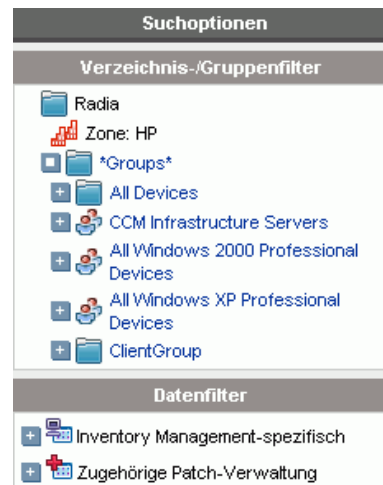 Suchoptionen
Verzeichnis-/Gruppenfilter
Radia
Zone: HP
*Groups*
All Devices
CCM Infrastructure Servers
All Windows 2000 Professional
Devices
All Windows XP Professional
Devices
ClientGroup
Datenfilter
Inventory Management-spezifisch
Zugehörige Patch-Verwaltung